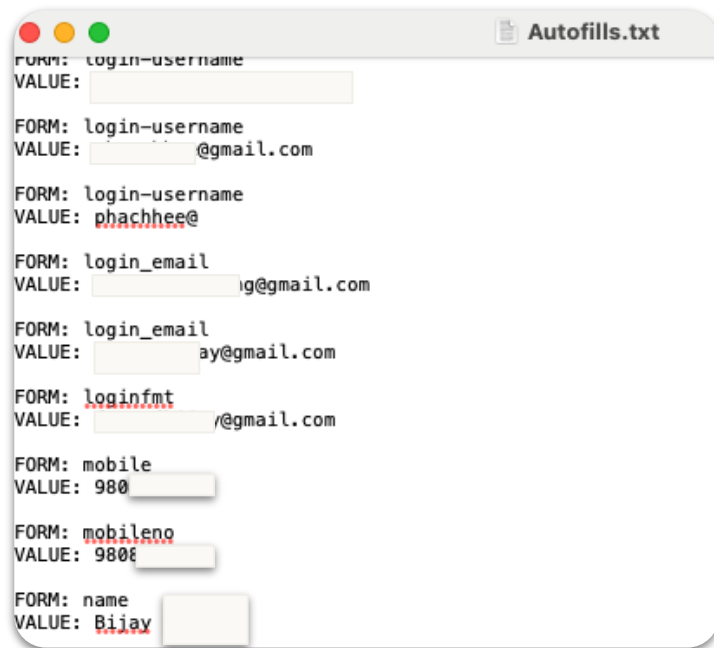 Autofills.txt
FORM: login-username
VALUE:
FORM: login-username
VALUE: @gmail.com
FORM: login-username
VALUE: phachhee@
FORM: login_email
VALUE: g@gmail.com
FORM: login_email
VALUE: ay@gmail.com
FORM: loginfmt
VALUE: y@gmail.com
FORM: mobile
VALUE: 980
FORM: mobileno
VALUE: 9808
FORM: name
VALUE: Bijay